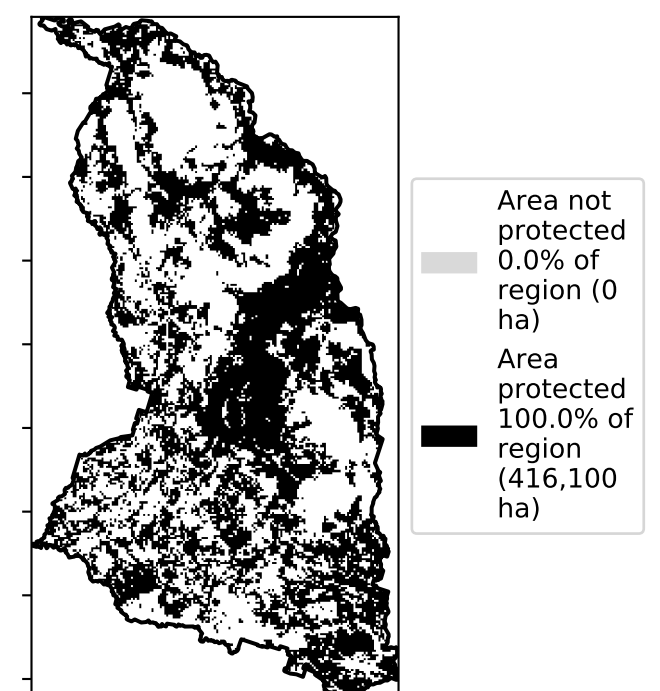 Area not
protected
0.0% of
region (0
ha)
Area
protected
100.0% of
region
(416,100
ha)